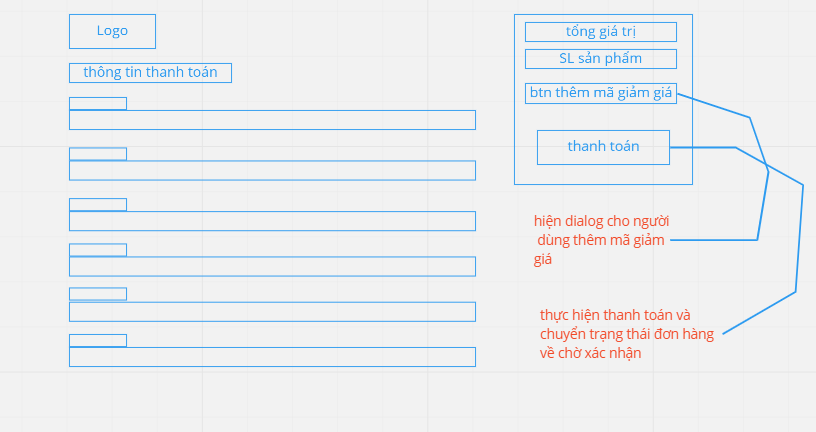 Logo
thông tin thanh toán
tổng giá trị
SL sản phẩm
btn thêm mã giảm giá
thanh toán
hiện dialog cho người
dùng thêm mã giảm
giá
thực hiện thanh toán và
chuyển trạng thái đơn hàng
về chờ xác nhận